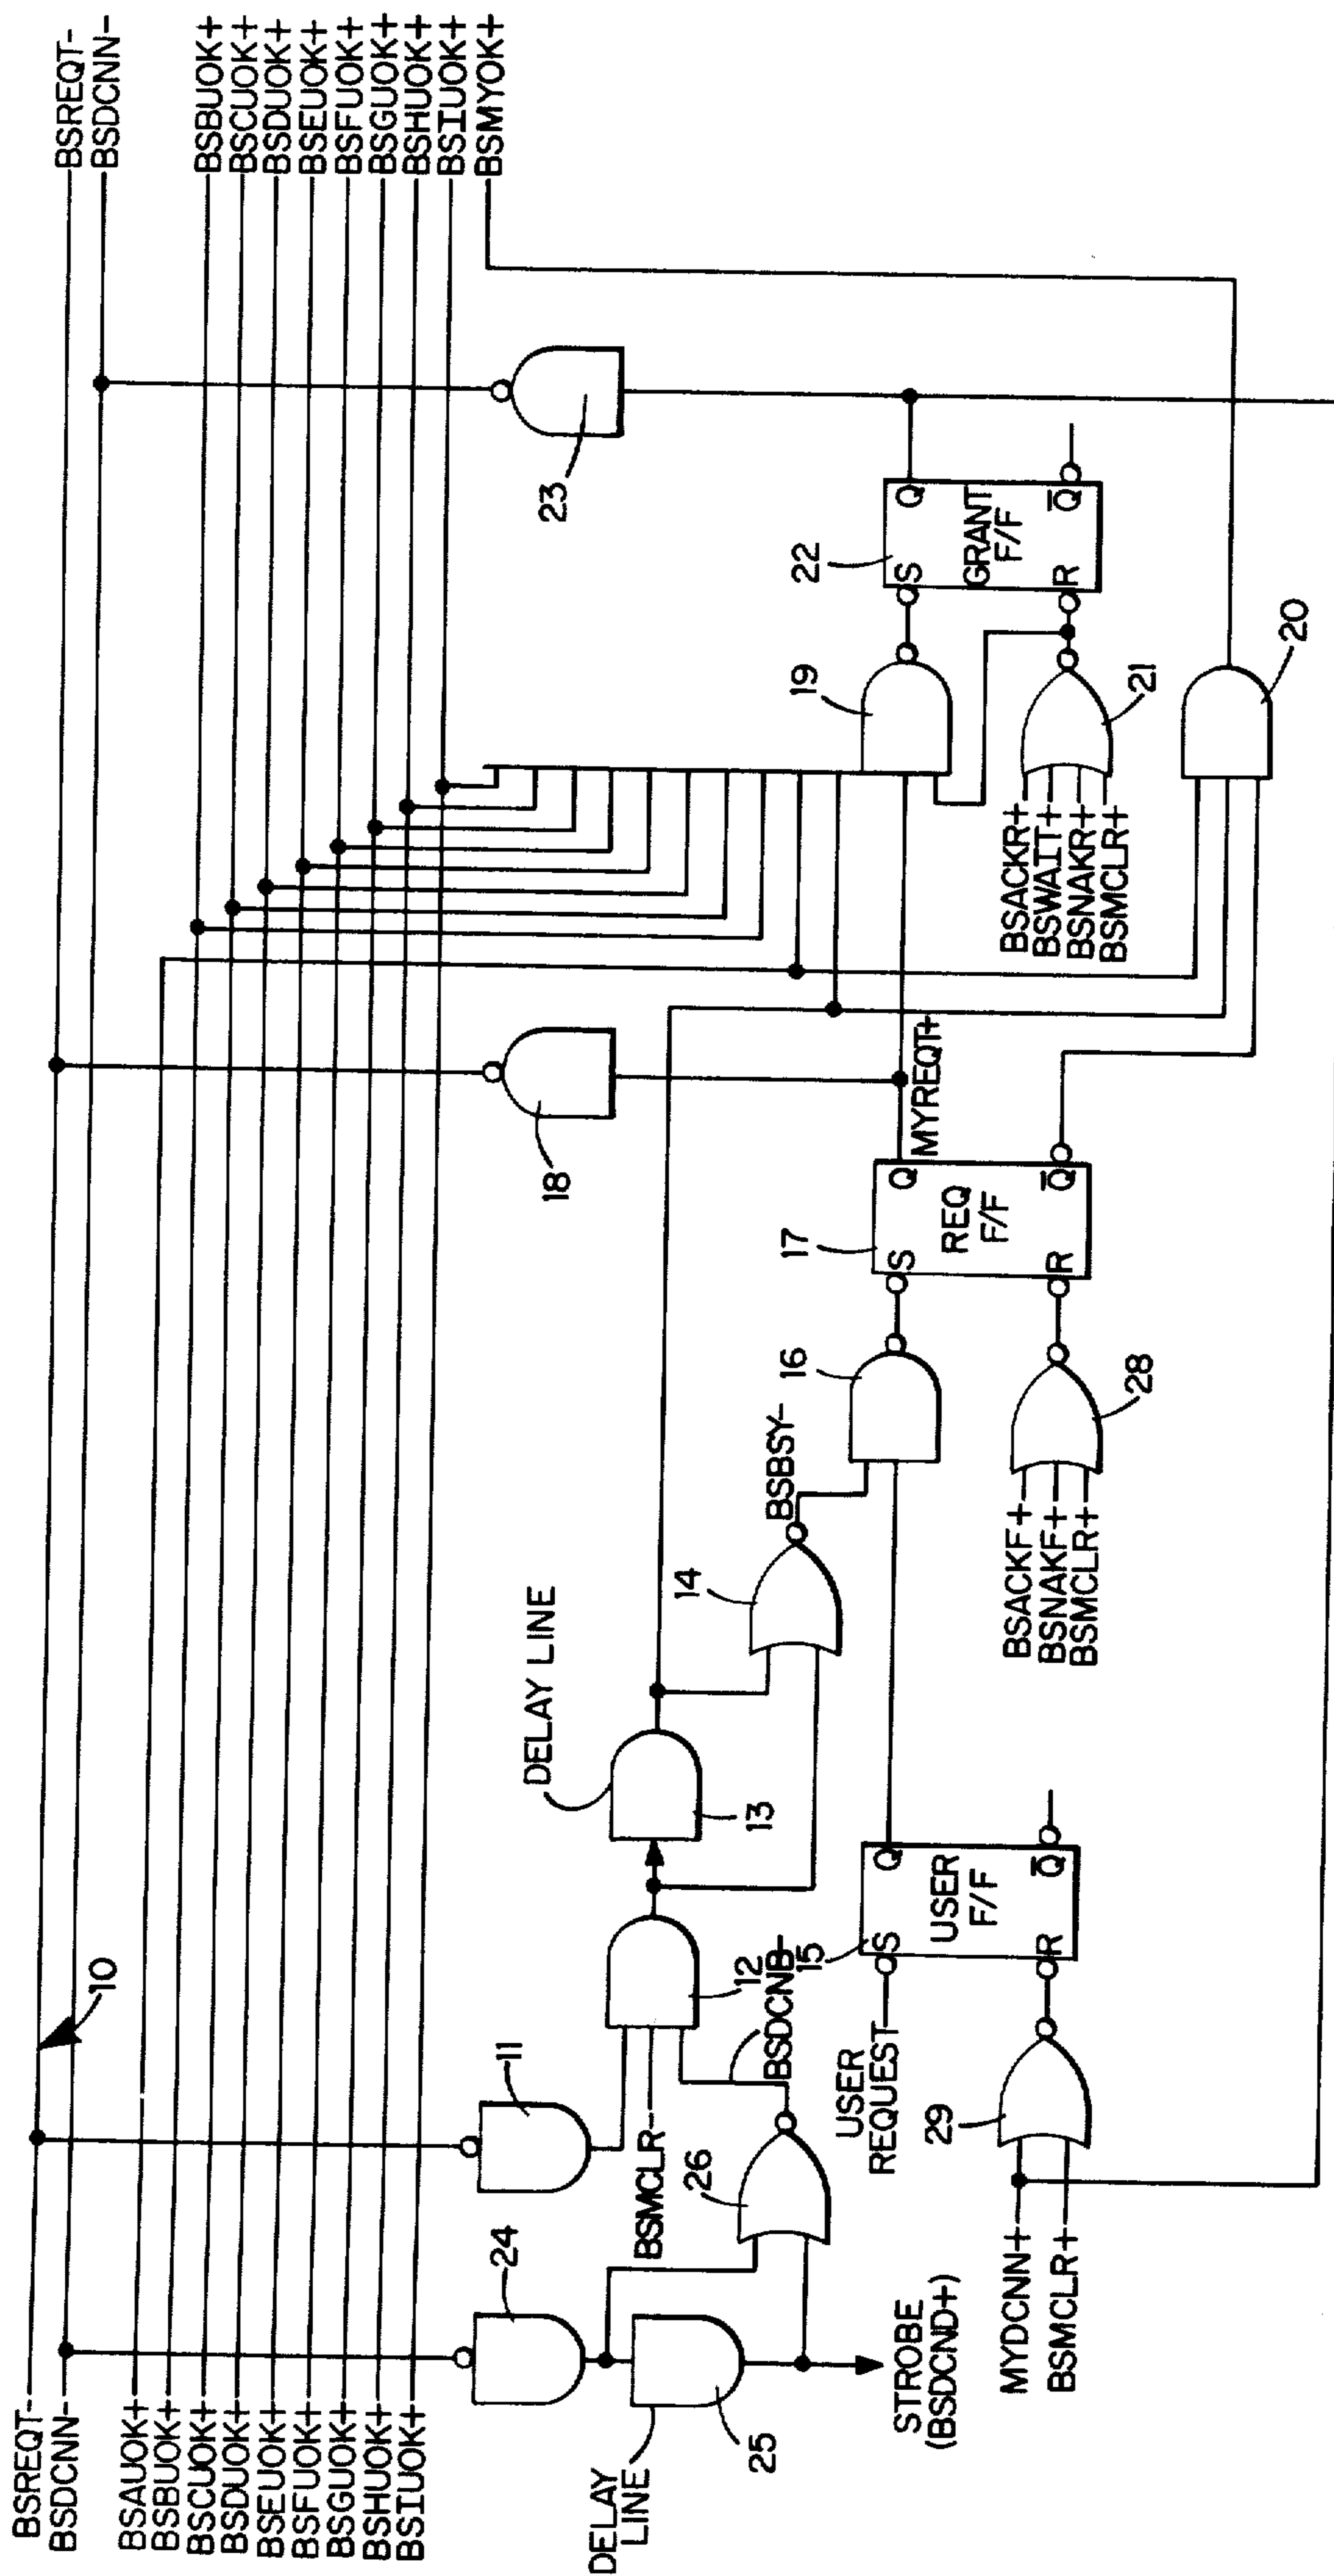 BSREQT-
BSDCNN-
BSAUOK+
BSBUOK+
BSCUOK+
BSDUOK+
BSEUOK+
BSFUOK+
BSGUOK+
BSHUOK+
BSIUOK+
10
BSREQT-
BSDCNN-
BSBUOK+
BSCUOK+
BSDUOK+
BSEUOK+
BSFUOK+
BSGUOK+
BSHUOK+
BSIUOK+
BSMYOK+
24
11
18
23
DELAY
LINE
25
BSMCLR-
26
12
BSDCNB-
DELAY LINE
13
14
BSBSY-
STROBE
(BSDCND+)
USER
REQUEST-
15
S
Q
USER
F/F
R
Q
16
17
S
Q
REQ
F/F
R
Q
MYREQT+
19
22
S
Q
GRANT
F/F
R
Q
MYDCNN+
BSMCLR+
29
BSACKF+
BSNAKF+
BSMCLR+
28
BSACKR+
BSWAIT+
BSNAKR+
BSMCLR+
21
20